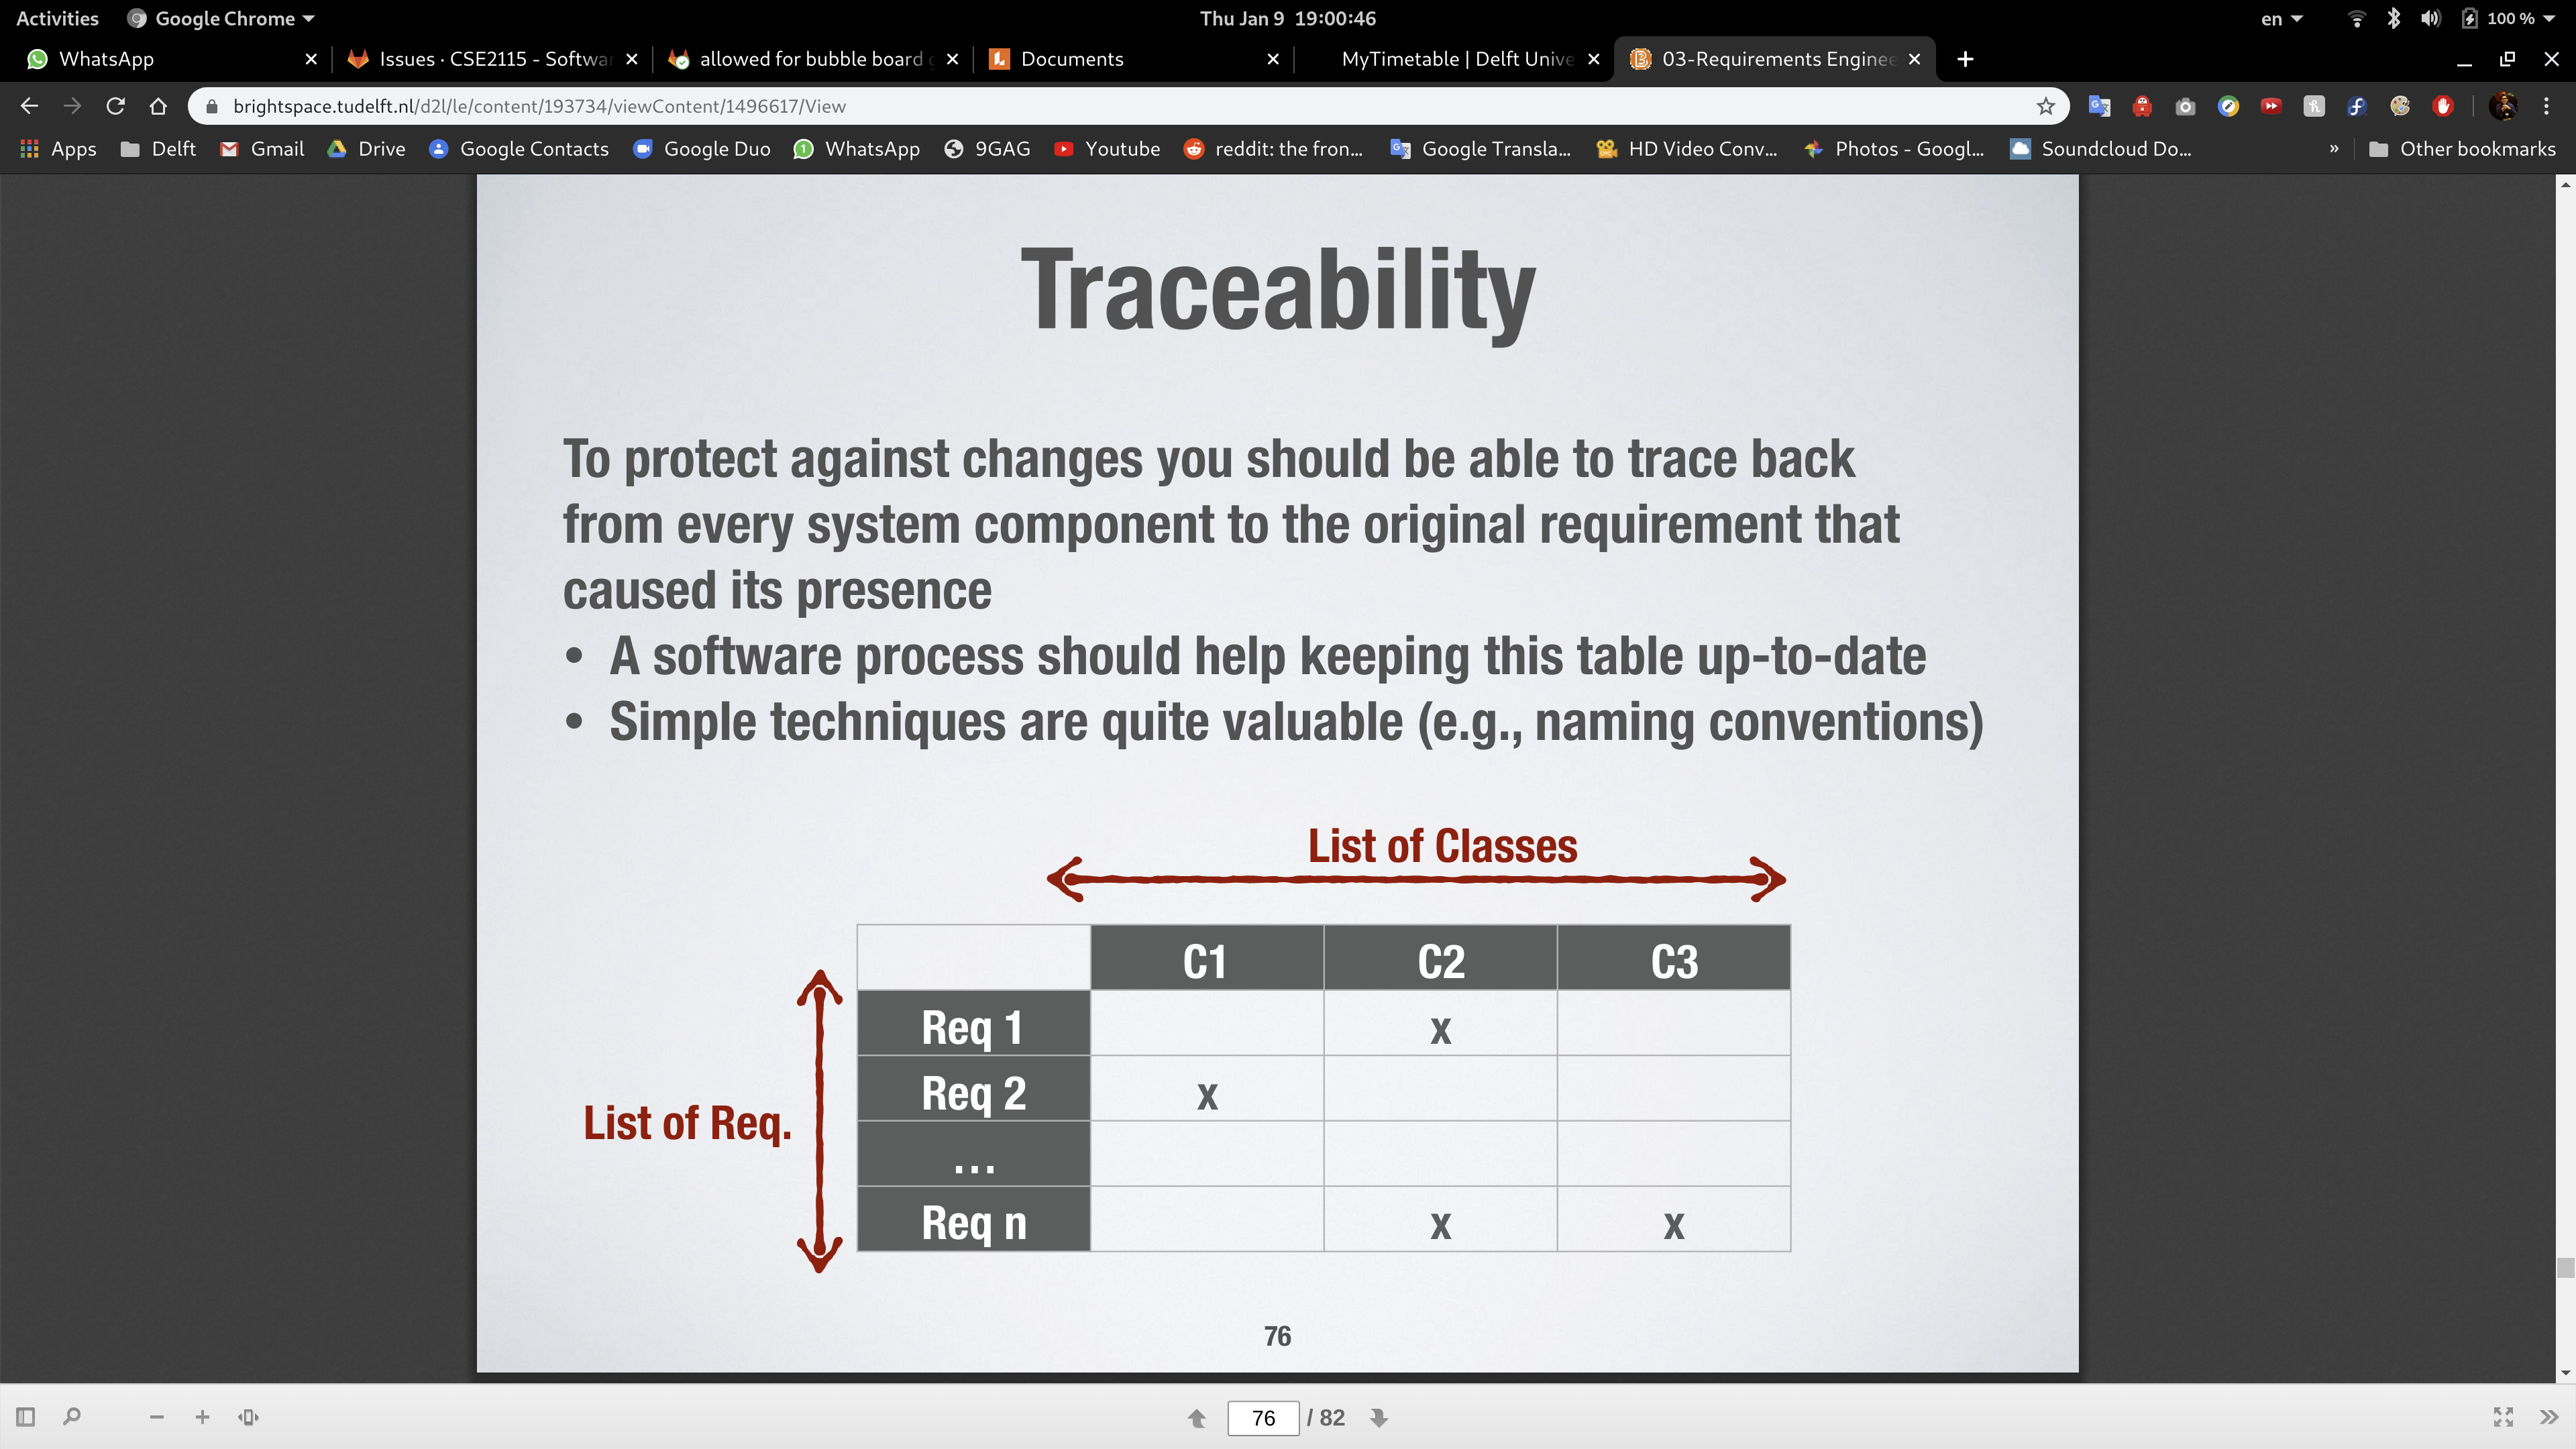 Activities Google Chrome Thu Jan 9 19:00:46 en 100 %
WhatsApp Issues · CSE2115 - Softwar allowed for bubble board g Documents MyTimetable | Delft Unive 03-Requirements Enginee
brightspace.tudelft.nl/d2l/le/content/193734/viewContent/1496617/View
Apps Delft Gmail Drive Google Contacts Google Duo WhatsApp 9GAG Youtube reddit: the fron... Google Transla... HD Video Conv... Photos - Googl... Soundcloud Do... » Other bookmarks
Traceability
To protect against changes you should be able to trace back
from every system component to the original requirement that
caused its presence
• A software process should help keeping this table up-to-date
• Simple techniques are quite valuable (e.g., naming conventions)
List of Classes
C1 C2 C3
Req 1 x
Req 2 x
List of Req.
...
Req n x x
76
76 / 82